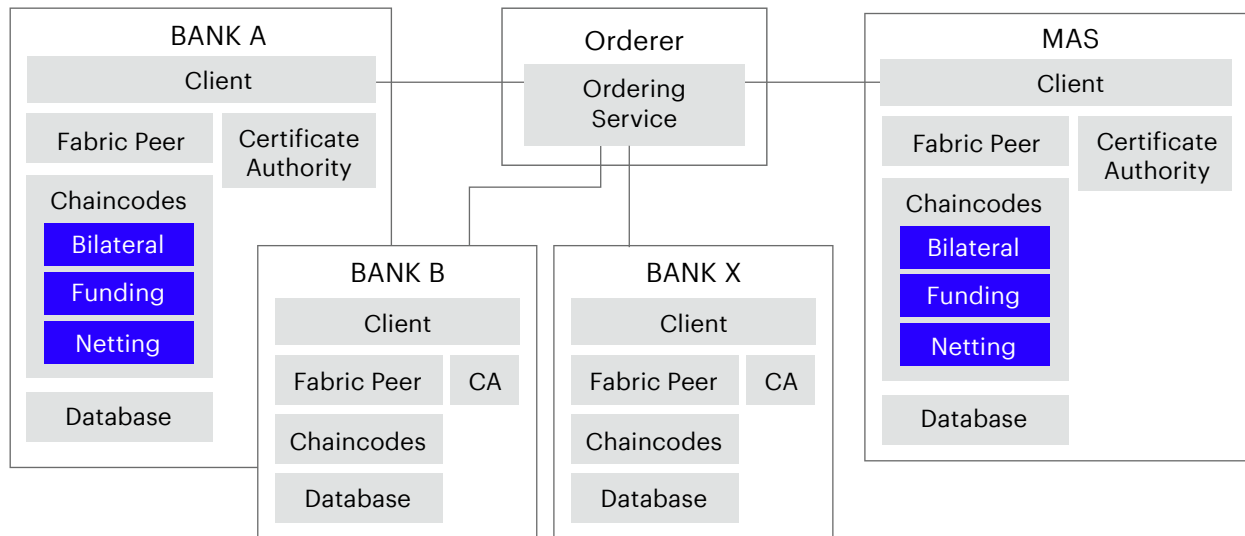 BANK A
Client
Fabric Peer
Certificate
Authority
Chaincodes
Bilateral
Funding
Netting
Database
Orderer
Ordering
Service
MAS
Client
Fabric Peer
Certificate
Authority
Chaincodes
Bilateral
Funding
Netting
Database
BANK B
Client
Fabric Peer
CA
Chaincodes
Database
BANK X
Client
Fabric Peer
CA
Chaincodes
Database